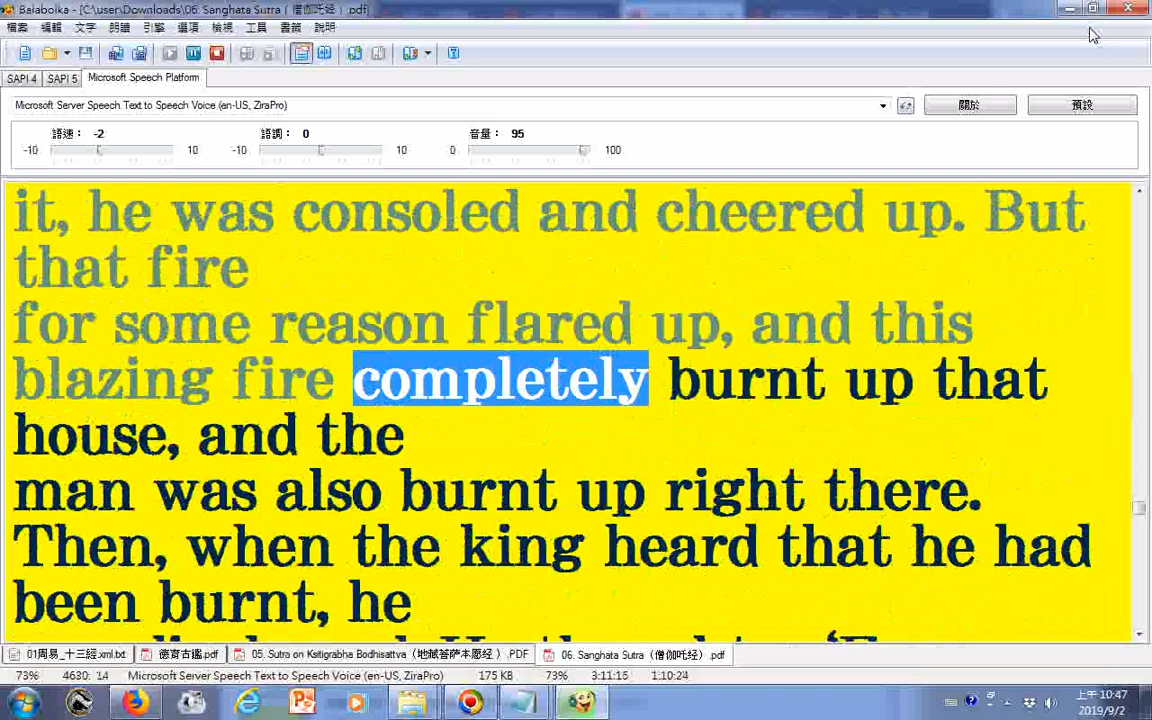 Balabolka - [C:\user\Downloads\06. Sanghata Sutra (僧伽吒经) .pdf]
檔案 編輯 文字 朗讀 引擎 選項 檢視 工具 書籤 說明
SAPI 4 SAPI 5 Microsoft Speech Platform
Microsoft Server Speech Text to Speech Voice (en-US, ZiraPro) 關於 預設
語速： -2 語調： 0 音量： 95
-10 10 -10 10 0 100
it, he was consoled and cheered up. But
that fire
for some reason flared up, and this
blazing fire completely burnt up that
house, and the
man was also burnt up right there.
Then, when the king heard that he had
been burnt, he
01周易_十三經.xml.txt 德育古鑑.pdf 05. Sutra on Ksitigrabha Bodhisattva（地藏菩萨本愿经）.PDF 06. Sanghata Sutra（僧伽吒经）.pdf
73% 4630: 14 Microsoft Server Speech Text to Speech Voice (en-US, ZiraPro) 175 KB 73% 3:11:15 1:10:24
上午 10:47
2019/9/2